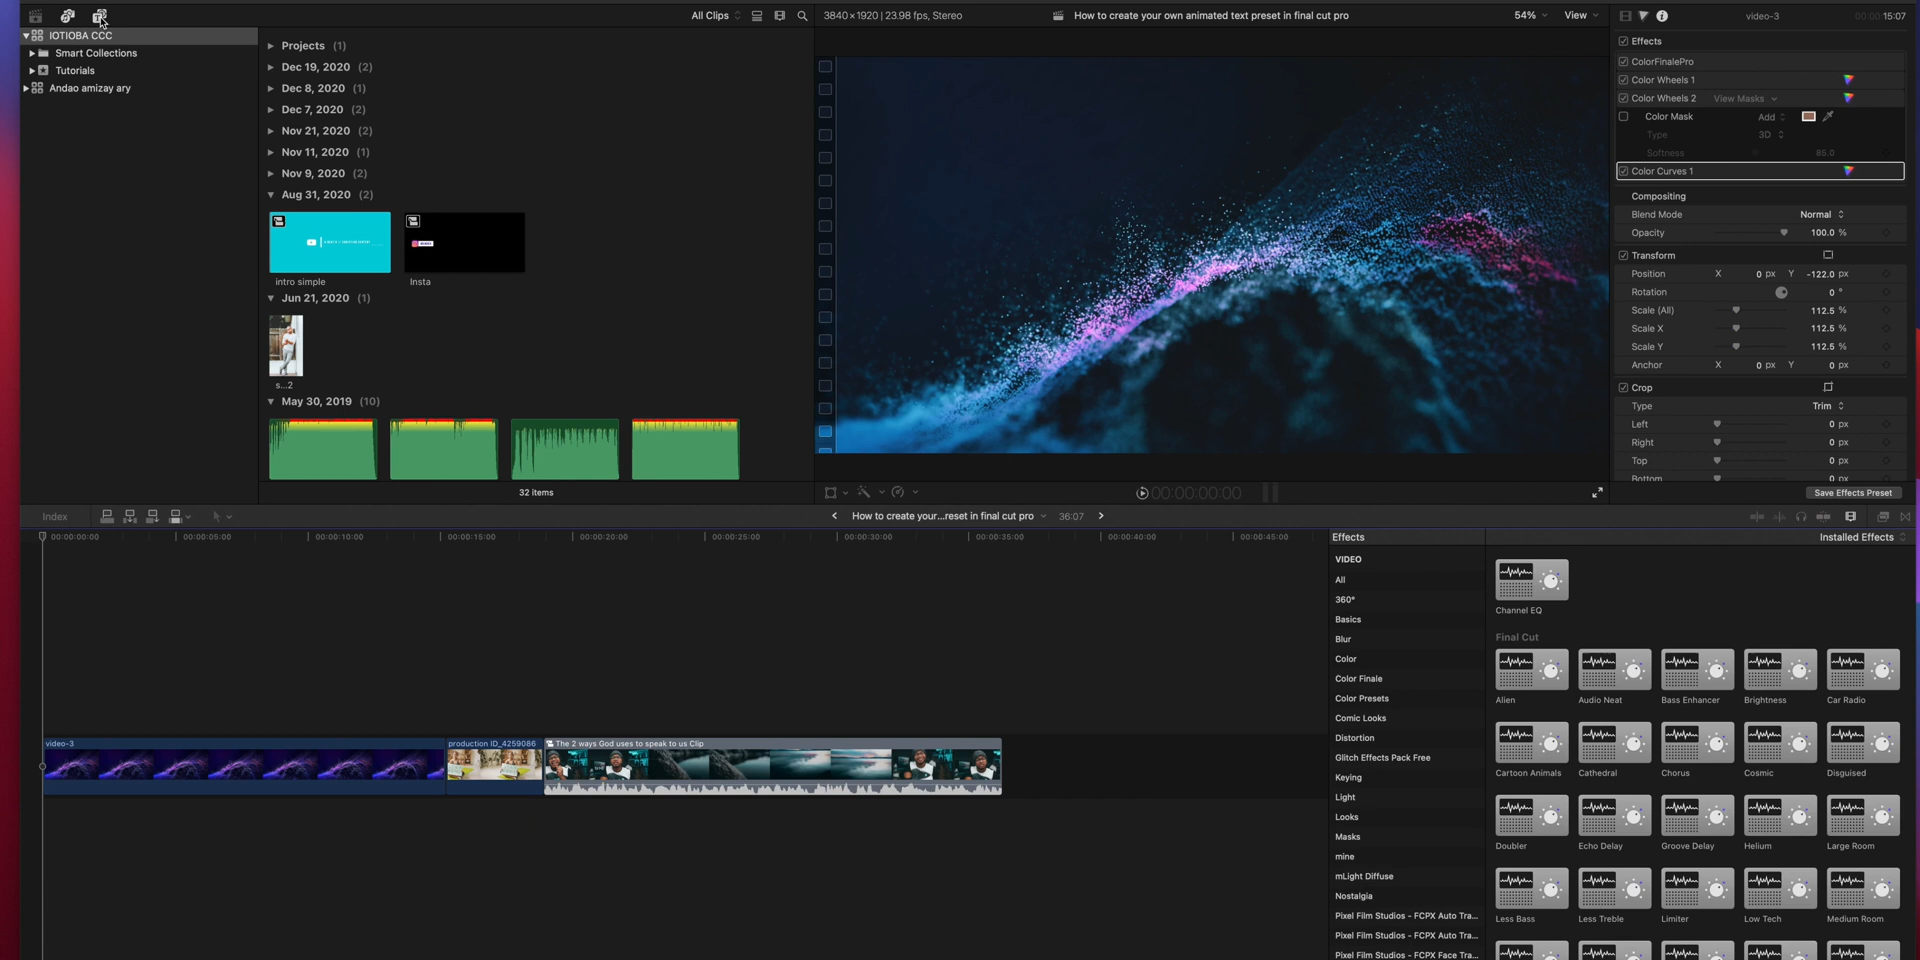 All Clips
3840×1920 | 23.98 fps, Stereo
How to create your own animated text preset in final cut pro
54%
View
video-3
00:00 15:07
IOTIOBA CCC
Smart Collections
Tutorials
Andao amizay ary
Projects (1)
Dec 19, 2020 (2)
Dec 8, 2020 (1)
Dec 7, 2020 (2)
Nov 21, 2020 (2)
Nov 11, 2020 (1)
Nov 9, 2020 (2)
Aug 31, 2020 (2)
intro simple
Insta
Jun 21, 2020 (1)
s...2
May 30, 2019 (10)
32 items
00:00:00:00
Effects
ColorFinalePro
Color Wheels 1
Color Wheels 2 View Masks
Color Mask Add
Type 3D
Softness 85.0
Color Curves 1
Compositing
Blend Mode Normal
Opacity 100.0 %
Transform
Position X 0 px Y -122.0 px
Rotation 0 °
Scale (All) 112.5 %
Scale X 112.5 %
Scale Y 112.5 %
Anchor X 0 px Y 0 px
Crop
Type Trim
Left 0 px
Right 0 px
Top 0 px
Bottom 0 px
Save Effects Preset
Index
How to create your...reset in final cut pro
36:07
00:00:00:00 00:00:05:00 00:00:10:00 00:00:15:00 00:00:20:00 00:00:25:00 00:00:30:00 00:00:35:00 00:00:40:00 00:00:45:00
video-3
production ID_4259086
The 2 ways God uses to speak to us Clip
Effects
Installed Effects
VIDEO
All
360°
Basics
Blur
Color
Color Finale
Color Presets
Comic Looks
Distortion
Glitch Effects Pack Free
Keying
Light
Looks
Masks
mine
mLight Diffuse
Nostalgia
Pixel Film Studios - FCPX Auto Tra...
Pixel Film Studios - FCPX Auto Tra...
Pixel Film Studios - FCPX Face Tra...
Channel EQ
Final Cut
Alien Audio Neat Bass Enhancer Brightness Car Radio
Cartoon Animals Cathedral Chorus Cosmic Disguised
Doubler Echo Delay Groove Delay Helium Large Room
Less Bass Less Treble Limiter Low Tech Medium Room